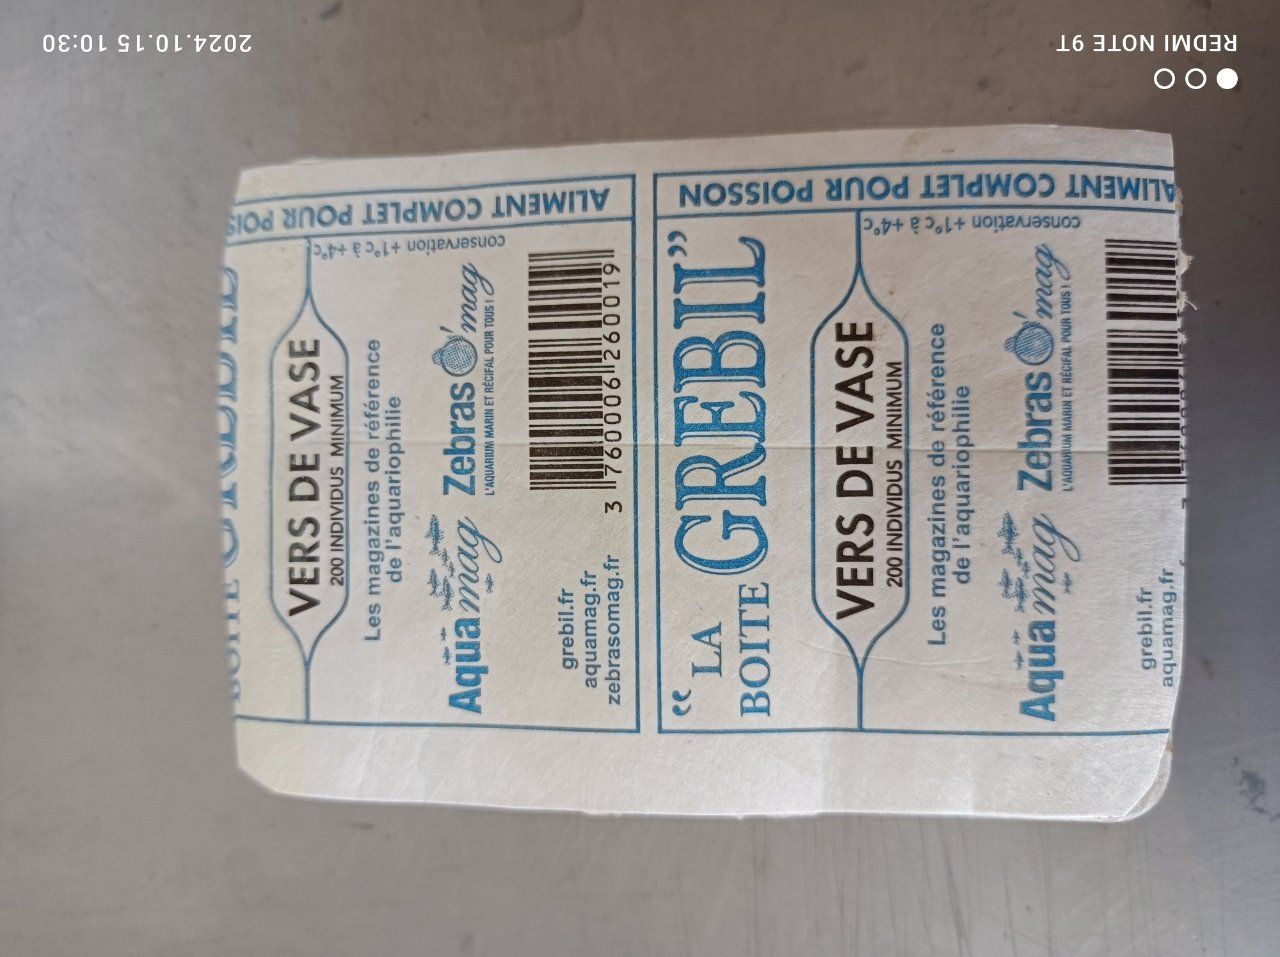 ALIMENT COMPLET POUR POIS
conservation +1°c à +4°c
VERS DE VASE
200 INDIVIDUS MINIMUM
Les magazines de référence
de l'aquariophilie
Aqua mag
Zebras O'mag
L'AQUARIUM MARIN ET RÉCIFAL POUR TOUS !
grebil.fr
aquamag.fr
zebrasomag.fr
3 760006 260019
ALIMENT COMPLET POUR POISSON
conservation +1°c à +4°c
“ LA
BOITE
GREBIL”
VERS DE VASE
200 INDIVIDUS MINIMUM
Les magazines de référence
de l'aquariophilie
Aqua mag
Zebras O'mag
L'AQUARIUM MARIN ET RÉCIFAL POUR TOUS !
grebil.fr
aquamag.fr
REDMI NOTE 9T
2024.10.15 10:30